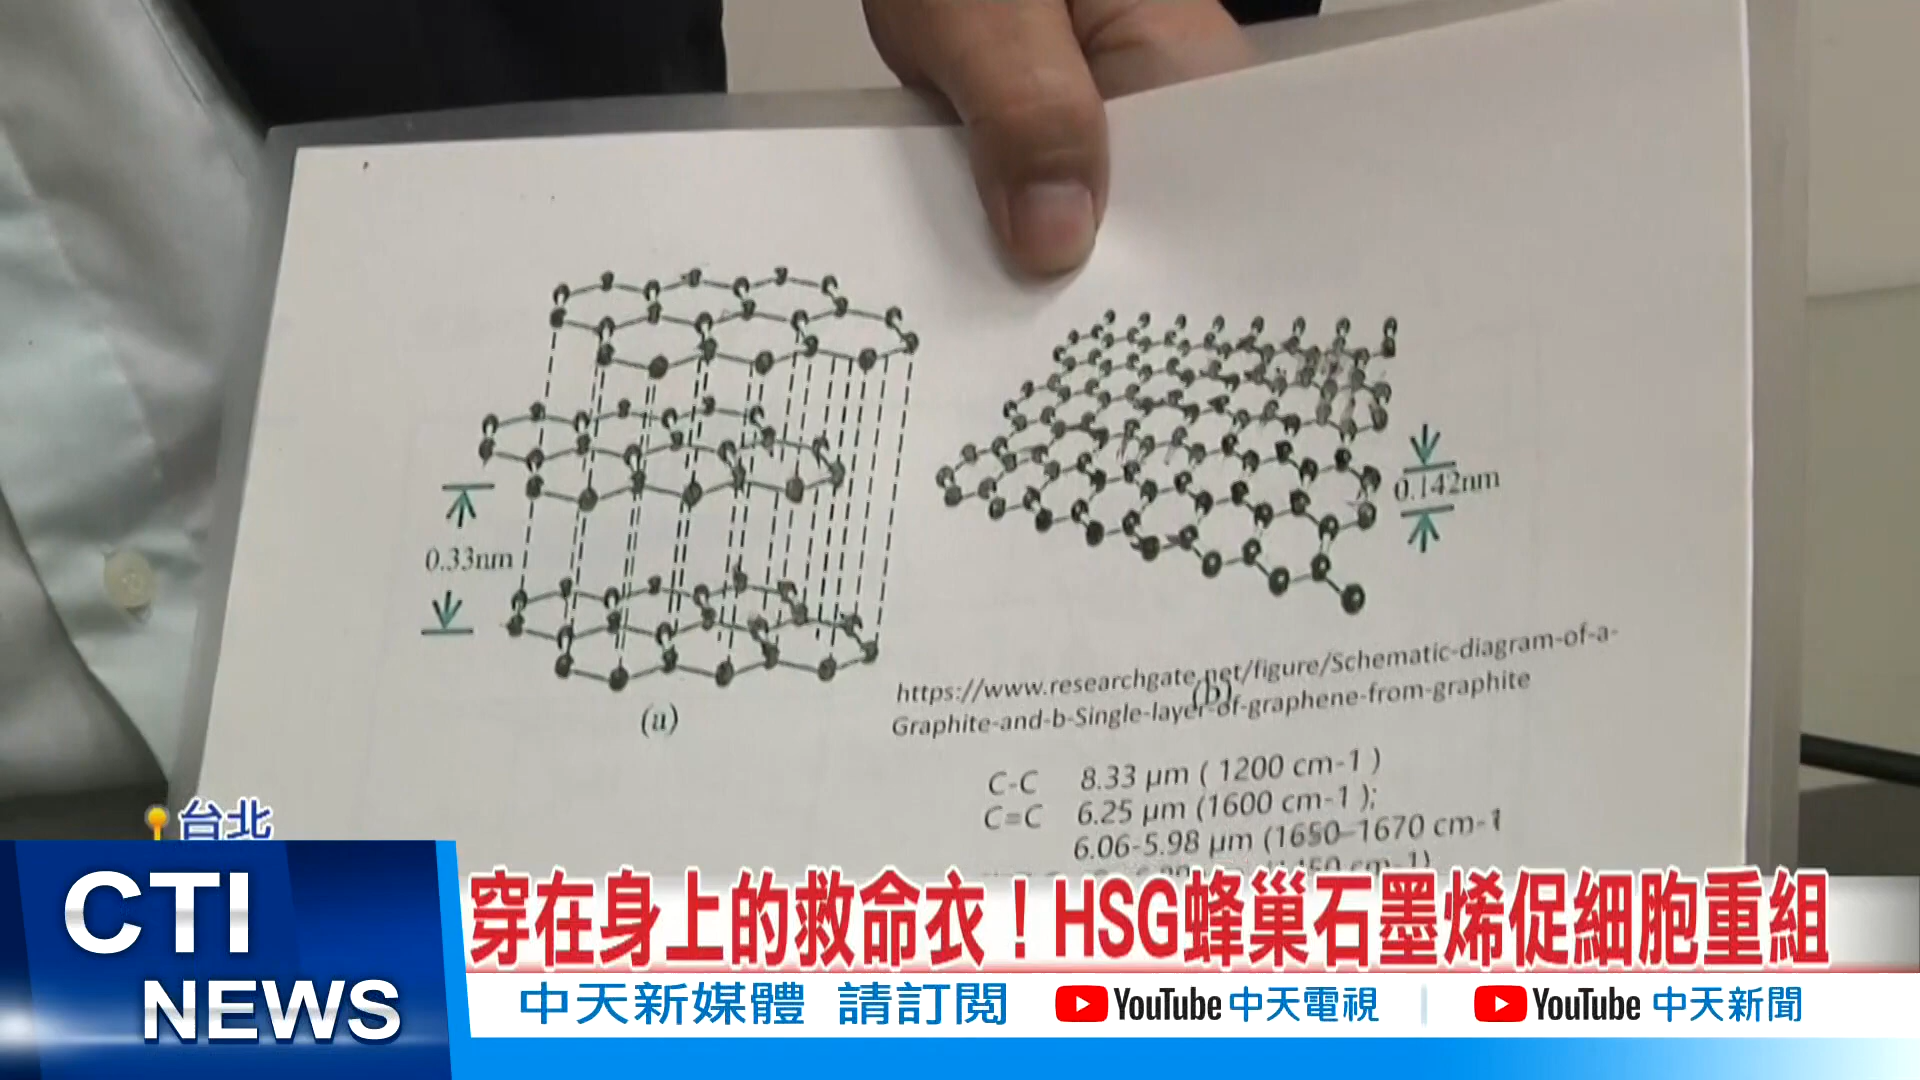 0.33nm
0.142nm
(a)
(b)
https://www.researchgate.net/figure/Schematic-diagram-of-a-
Graphite-and-b-Single-layer-of-graphene-from-graphite
C-C 8.33 μm ( 1200 cm-1 )
C=C 6.25 μm (1600 cm-1 );
6.06-5.98 μm (1650–1670 cm-1
台北
CTI
NEWS
穿在身上的救命衣！HSG蜂巢石墨烯促細胞重組
中天新媒體 請訂閱 YouTube 中天電視 | YouTube 中天新聞